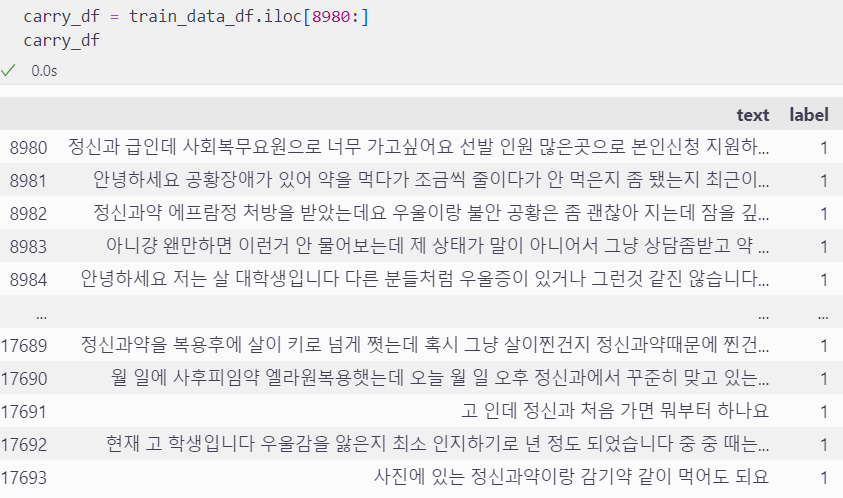 carry_df = train_data_df.iloc[8980:]
carry_df
0.0s
text label
8980 정신과 급인데 사회복무요원으로 너무 가고싶어요 선발 인원 많은곳으로 본인신청 지원하... 1
8981 안녕하세요 공황장애가 있어 약을 먹다가 조금씩 줄이다가 안 먹은지 좀 됐는지 최근이... 1
8982 정신과약 에프람정 처방을 받았는데요 우울이랑 불안 공황은 좀 괜찮아 지는데 잠을 깊... 1
8983 아니걍 왠만하면 이런거 안 물어보는데 제 상태가 말이 아니어서 그냥 상담좀받고 약 ... 1
8984 안녕하세요 저는 살 대학생입니다 다른 분들처럼 우울증이 있거나 그런것 같진 않습니다... 1
... ... ...
17689 정신과약을 복용후에 살이 키로 넘게 쪗는데 혹시 그냥 살이찐건지 정신과약때문에 찐건... 1
17690 월 일에 사후피임약 엘라원복용햇는데 오늘 월 일 오후 정신과에서 꾸준히 맞고 있는... 1
17691 고 인데 정신과 처음 가면 뭐부터 하나요 1
17692 현재 고 학생입니다 우울감을 앓은지 최소 인지하기로 년 정도 되었습니다 중 중 때는... 1
17693 사진에 있는 정신과약이랑 감기약 같이 먹어도 되요 1